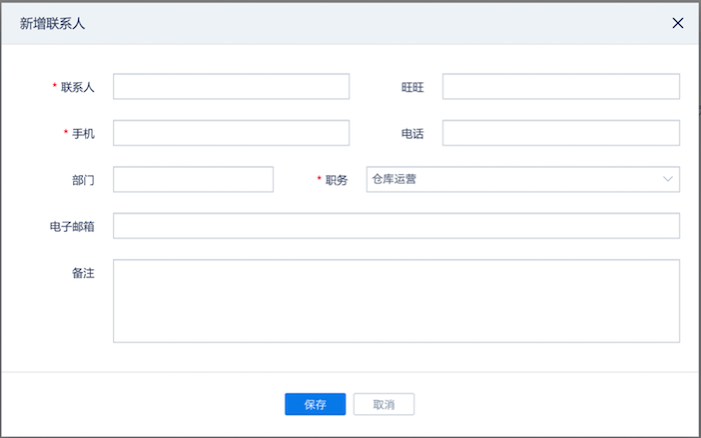 新增联系人
* 联系人 旺旺
* 手机 电话
部门 * 职务 仓库运营
电子邮箱
备注
保存 取消